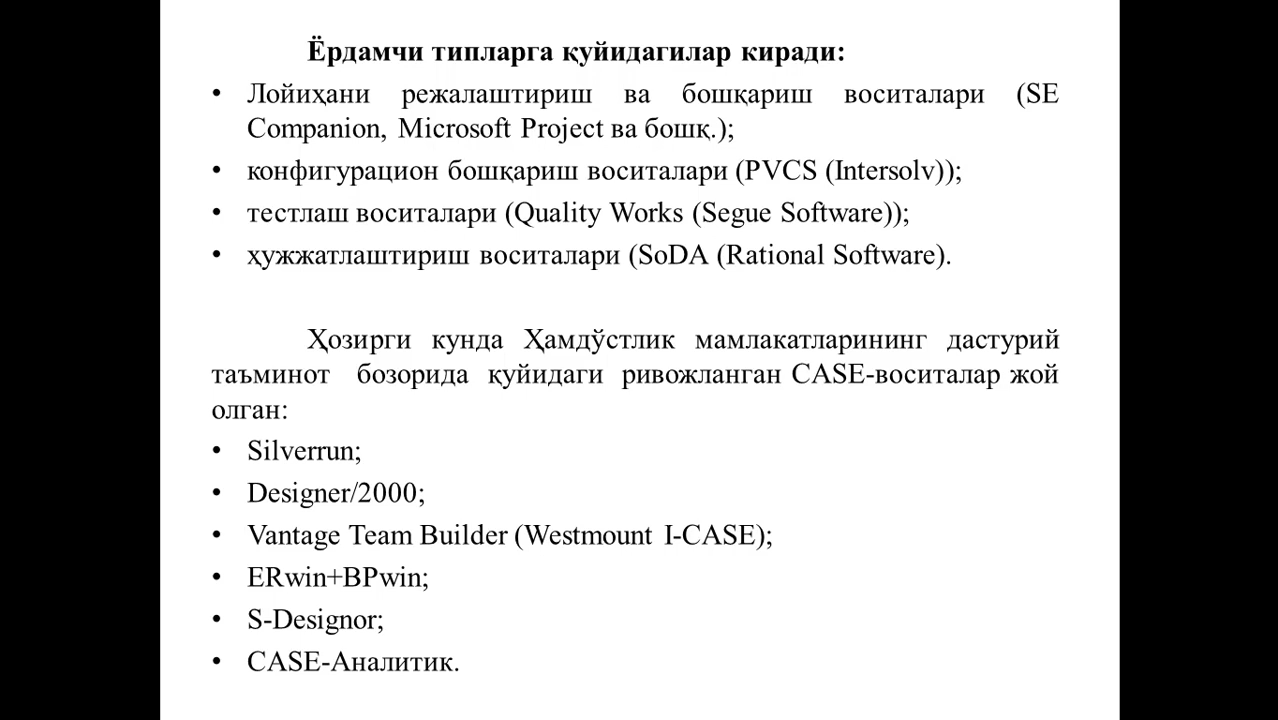 Ёрдамчи типларга қуйидагилар киради:
• Лойиҳани режалаштириш ва бошқариш воситалари (SE
Companion, Microsoft Project ва бошқ.);
• конфигурацион бошқариш воситалари (PVCS (Intersolv));
• тестлаш воситалари (Quality Works (Segue Software));
• ҳужжатлаштириш воситалари (SoDA (Rational Software).
Ҳозирги кунда Ҳамдўстлик мамлакатларининг дастурий
таъминот бозорида қуйидаги ривожланган CASE-воситалар жой
олган:
• Silverrun;
• Designer/2000;
• Vantage Team Builder (Westmount I-CASE);
• ERwin+BPwin;
• S-Designor;
• CASE-Аналитик.